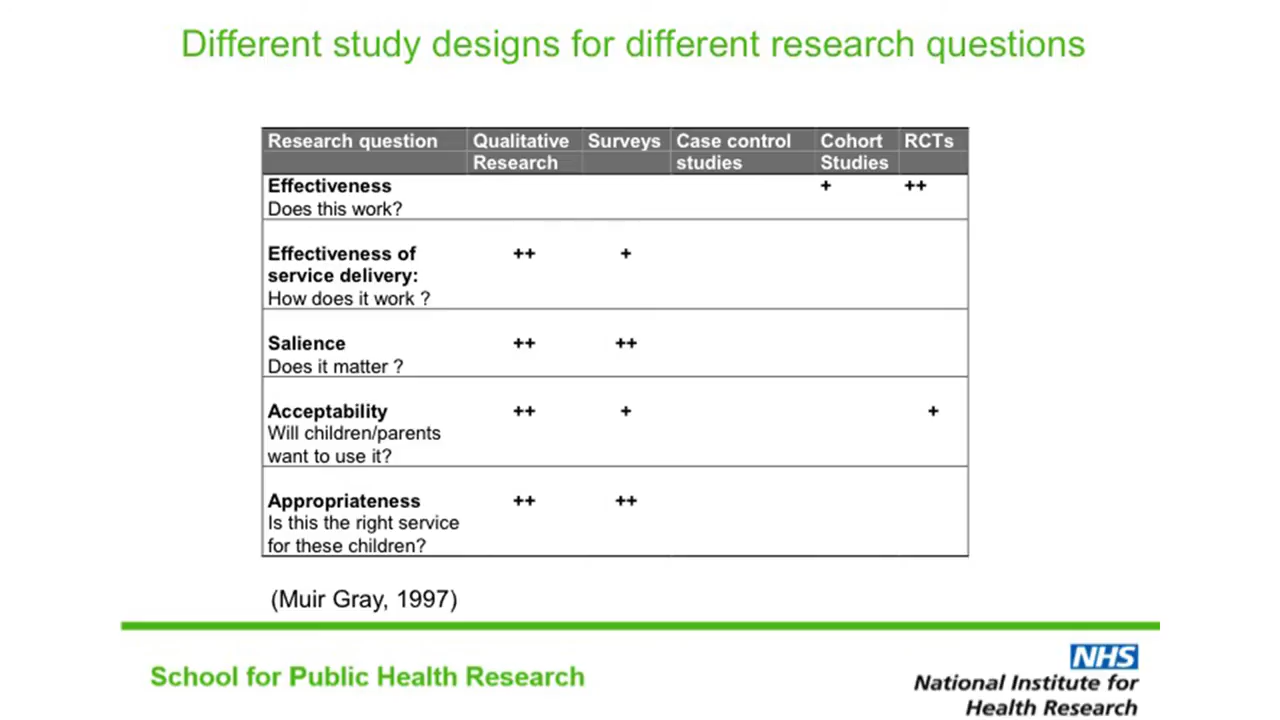 Different study designs for different research questions
Research question Qualitative Surveys Case control Cohort RCTs
Research studies Studies
Effectiveness + ++
Does this work?
Effectiveness of ++ +
service delivery:
How does it work ?
Salience ++ ++
Does it matter ?
Acceptability ++ + +
Will children/parents
want to use it?
Appropriateness ++ ++
Is this the right service
for these children?
(Muir Gray, 1997)
School for Public Health Research
NHS
National Institute for
Health Research